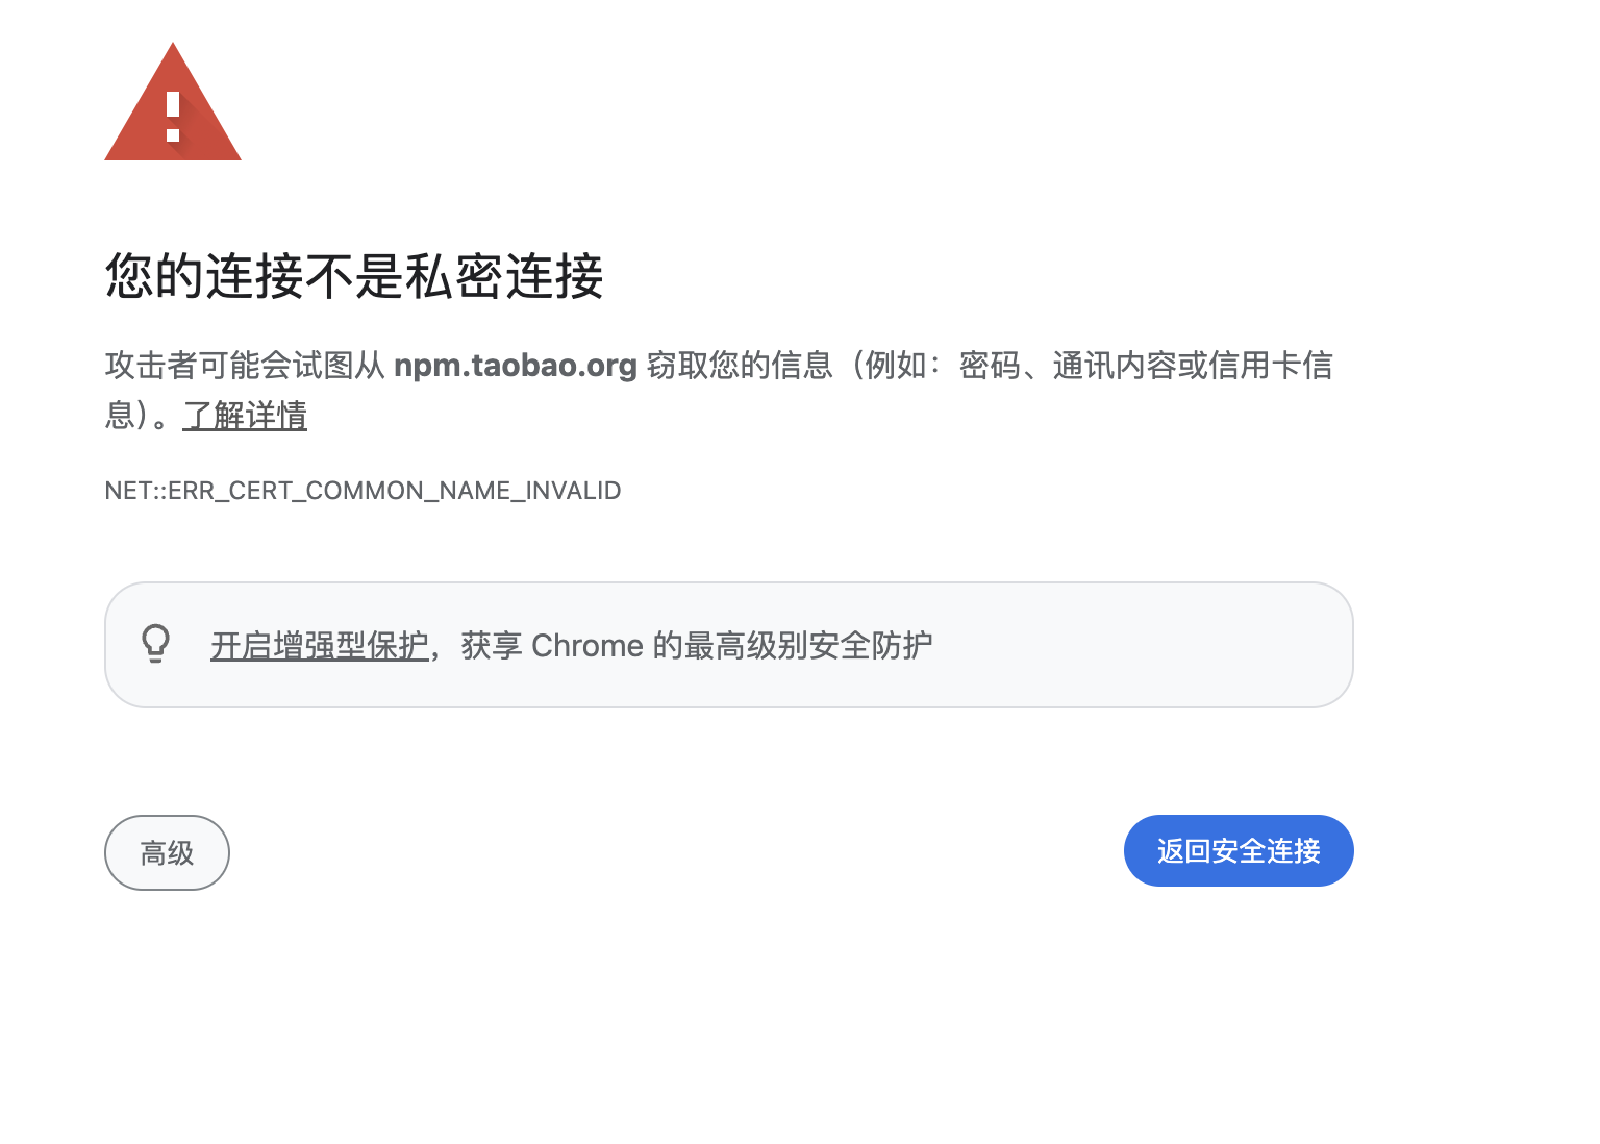 您的连接不是私密连接
攻击者可能会试图从 npm.taobao.org 窃取您的信息（例如：密码、通讯内容或信用卡信
息）。了解详情
NET::ERR_CERT_COMMON_NAME_INVALID
开启增强型保护，获享 Chrome 的最高级别安全防护
高级
返回安全连接